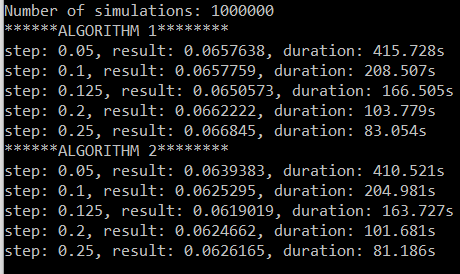 Number of simulations: 1000000
******ALGORITHM 1********
step: 0.05, result: 0.0657638, duration: 415.728s
step: 0.1, result: 0.0657759, duration: 208.507s
step: 0.125, result: 0.0650573, duration: 166.505s
step: 0.2, result: 0.0662222, duration: 103.779s
step: 0.25, result: 0.066845, duration: 83.054s
******ALGORITHM 2********
step: 0.05, result: 0.0639383, duration: 410.521s
step: 0.1, result: 0.0625295, duration: 204.981s
step: 0.125, result: 0.0619019, duration: 163.727s
step: 0.2, result: 0.0624662, duration: 101.681s
step: 0.25, result: 0.0626165, duration: 81.186s